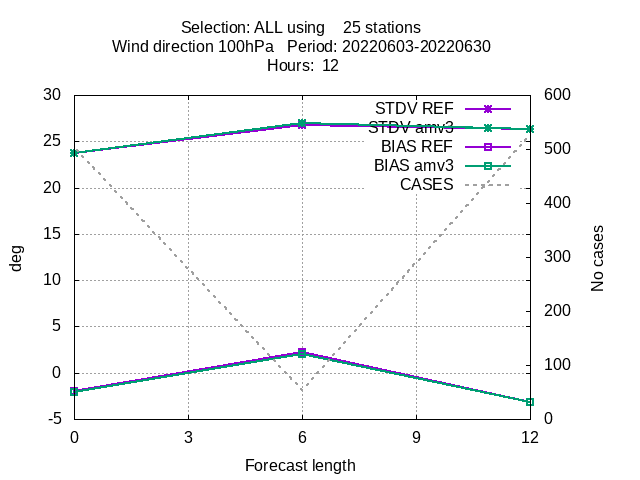 Selection: ALL using    25 stations
Wind direction 100hPa   Period: 20220603-20220630
Hours:  12
30
25
20
15
10
5
0
-5
600
500
400
300
200
100
0
STDV REF
STDV amv3
BIAS REF
BIAS amv3
CASES
deg
No cases
0 3 6 9 12
Forecast length